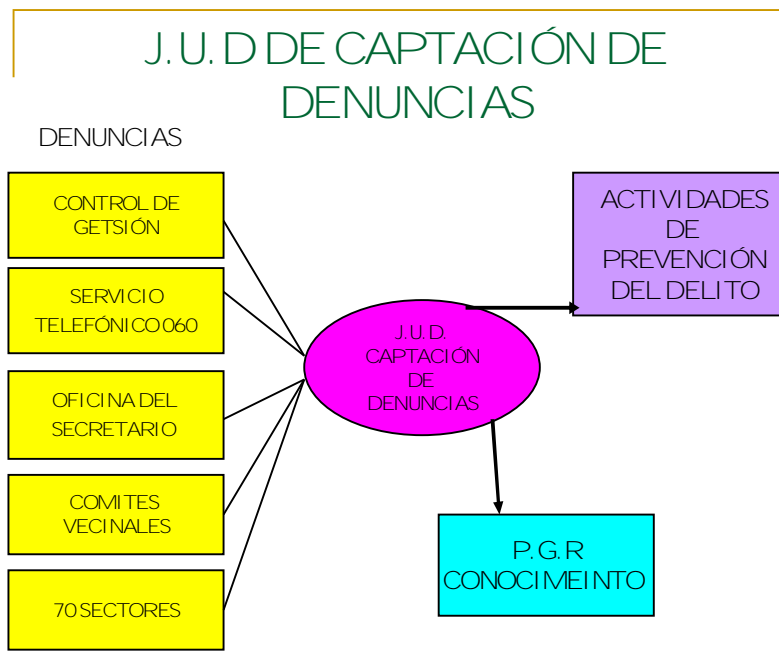 J.U.D DE CAPTACIÓN DE
DENUNCIAS
DENUNCIAS
CONTROL DE
GETSIÓN
SERVICIO
TELEFÓNICO 060
OFICINA DEL
SECRETARIO
COMITES
VECINALES
70 SECTORES
J.U.D.
CAPTACIÓN
DE
DENUNCIAS
ACTIVIDADES
DE
PREVENCIÓN
DEL DELITO
P.G.R
CONOCIMEINTO